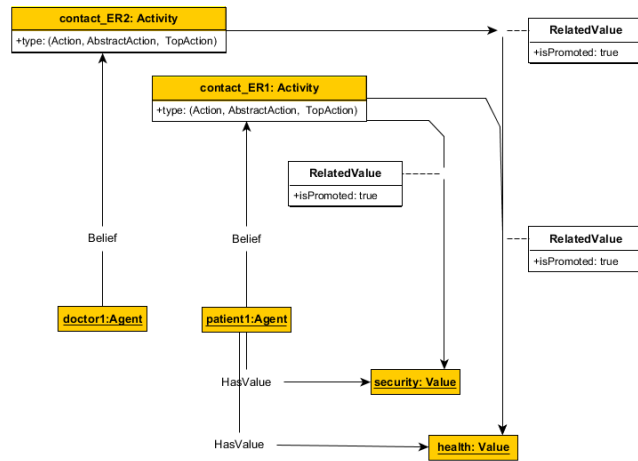 contact_ER2: Activity
+type: (Action, AbstractAction, TopAction)
RelatedValue
+isPromoted: true
contact_ER1: Activity
+type: (Action, AbstractAction, TopAction)
RelatedValue
+isPromoted: true
RelatedValue
+isPromoted: true
Belief
Belief
doctor1:Agent
patient1:Agent
HasValue
security: Value
HasValue
health: Value